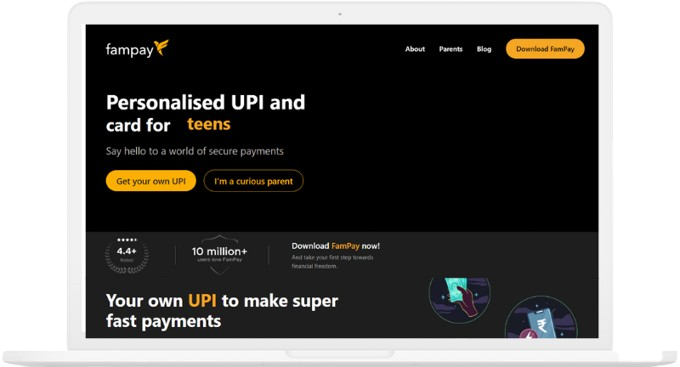 fampay
About Parents Blog Download FamPay
Personalised UPI and
card for teens
Say hello to a world of secure payments
Get your own UPI I'm a curious parent
4.4+
10 million+
users love FamPay
Download FamPay now!
And take your first step towards
financial freedom.
Your own UPI to make super
fast payments